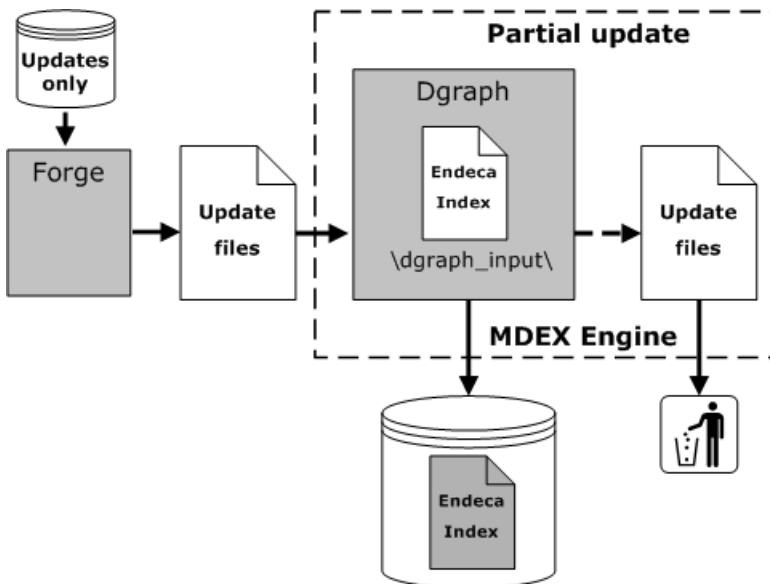 Partial update
Updates
only
Dgraph
Forge
Endeca
Index
Update
files
Update
files
\dgraph_input\
MDEX Engine
Endeca
Index